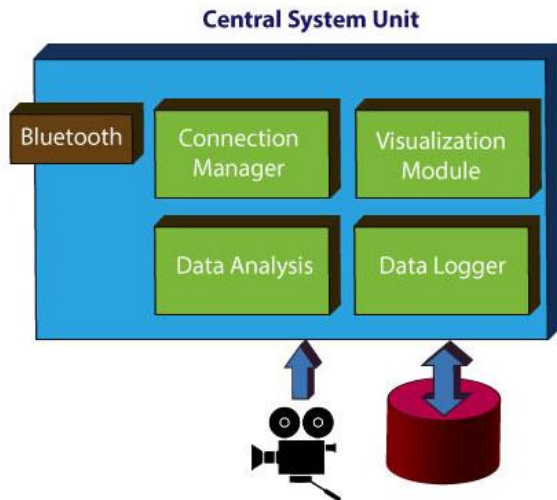 Central System Unit
Bluetooth
Connection
Manager
Visualization
Module
Data Analysis
Data Logger